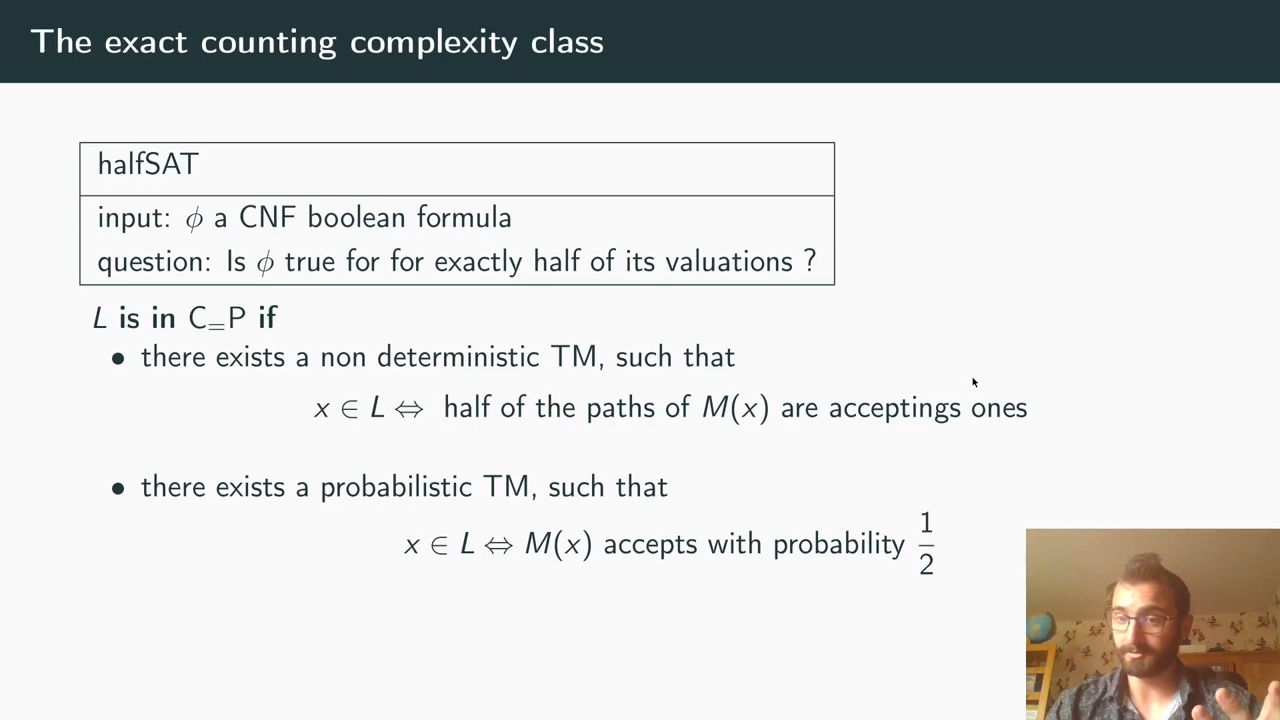 The exact counting complexity class
halfSAT
input: ϕ a CNF boolean formula
question: Is ϕ true for for exactly half of its valuations ?
L is in C=P if
• there exists a non deterministic TM, such that
x ∈ L ⇔ half of the paths of M(x) are acceptings ones
• there exists a probabilistic TM, such that
x ∈ L ⇔ M(x) accepts with probability 1/2